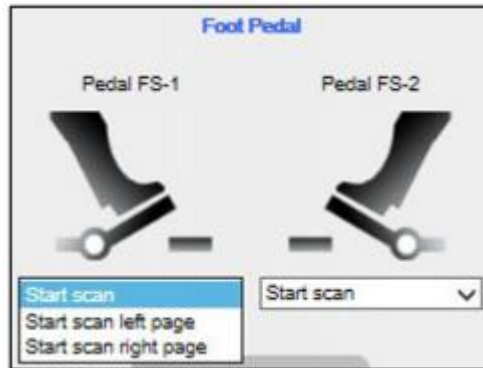 Foot Pedal
Pedal FS-1
Pedal FS-2
Start scan
Start scan left page
Start scan right page
Start scan